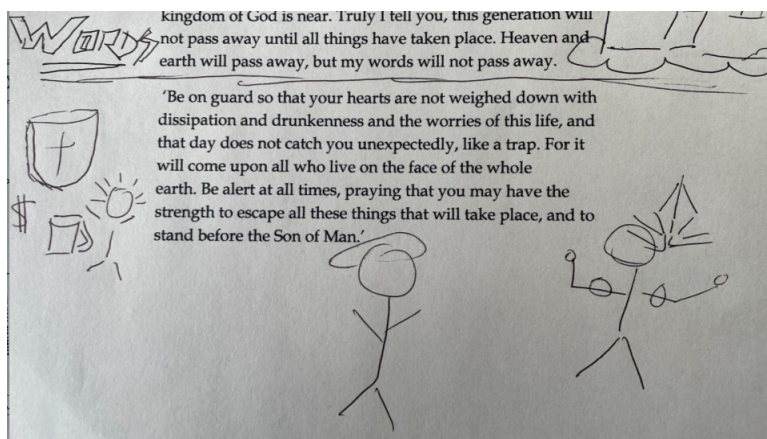 kingdom of God is near. Truly I tell you, this generation will
Words
not pass away until all things have taken place. Heaven and
earth will pass away, but my words will not pass away.
‘Be on guard so that your hearts are not weighed down with
dissipation and drunkenness and the worries of this life, and
that day does not catch you unexpectedly, like a trap. For it
will come upon all who live on the face of the whole
earth. Be alert at all times, praying that you may have the
$
strength to escape all these things that will take place, and to
stand before the Son of Man.’